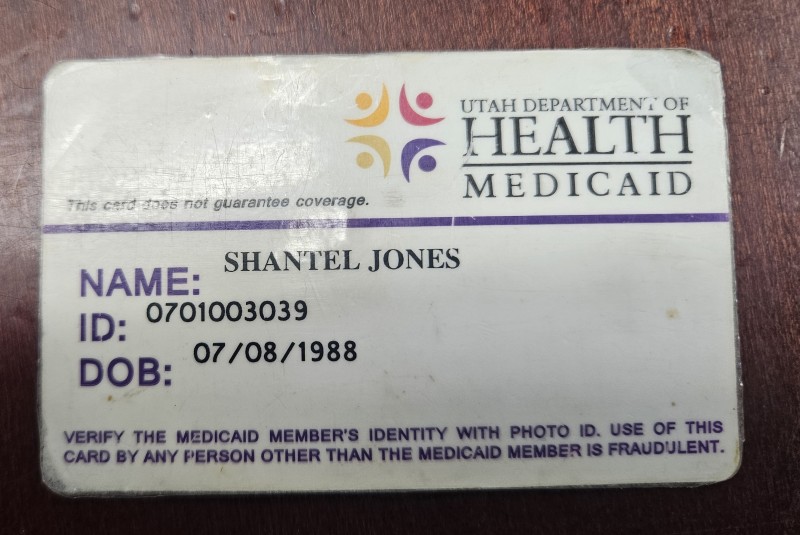 UTAH DEPARTMENT OF
HEALTH
MEDICAID
This card does not guarantee coverage.
NAME: SHANTEL JONES
ID: 0701003039
DOB: 07/08/1988
VERIFY THE MEDICAID MEMBER'S IDENTITY WITH PHOTO ID. USE OF THIS
CARD BY ANY PERSON OTHER THAN THE MEDICAID MEMBER IS FRAUDULENT.